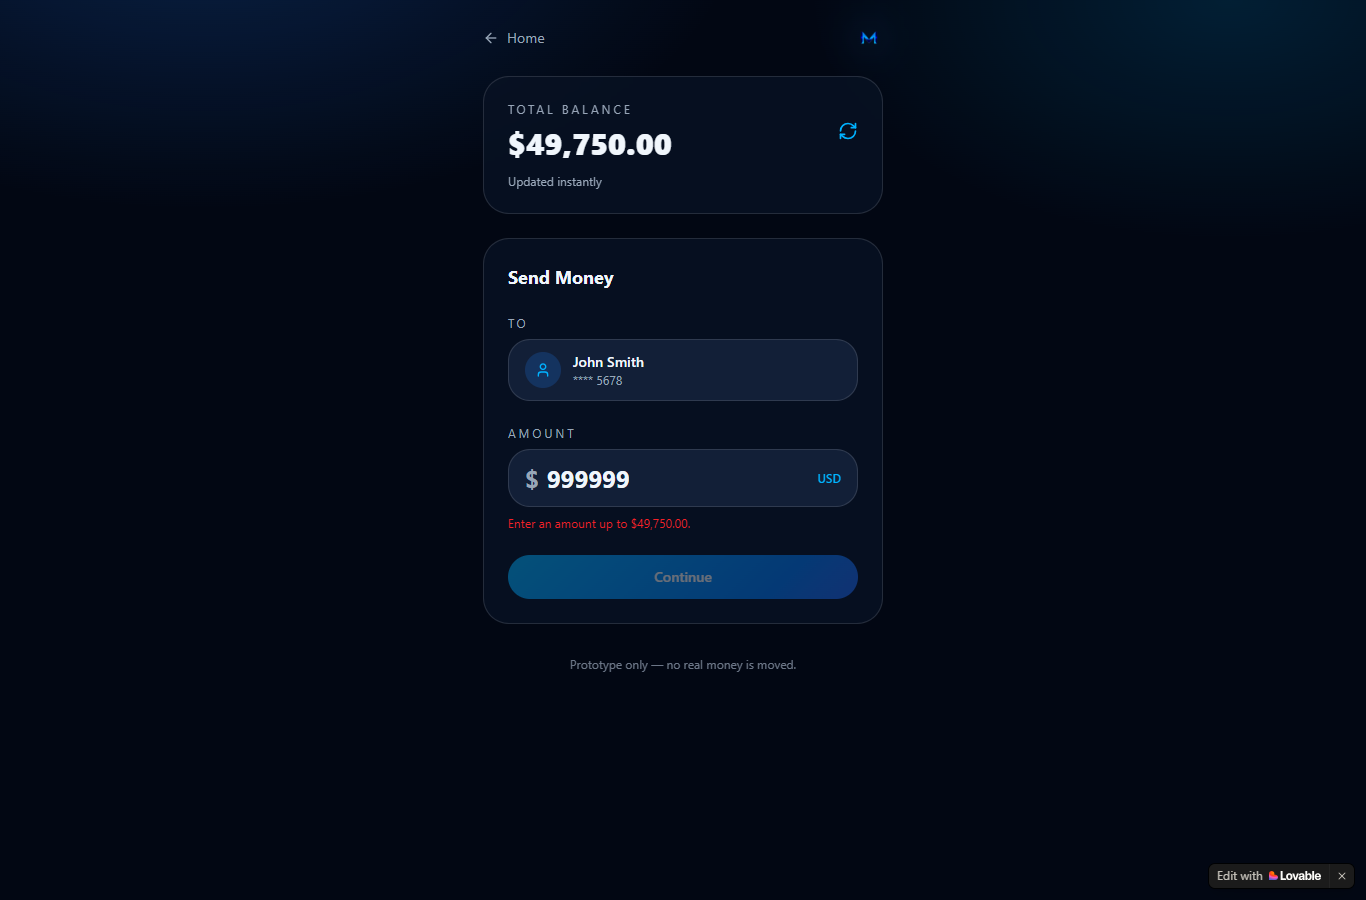 Home
TOTAL BALANCE
$49,750.00
Updated instantly
Send Money
TO
John Smith
**** 5678
AMOUNT
$ 999999 USD
Enter an amount up to $49,750.00.
Continue
Prototype only — no real money is moved.
Edit with Lovable